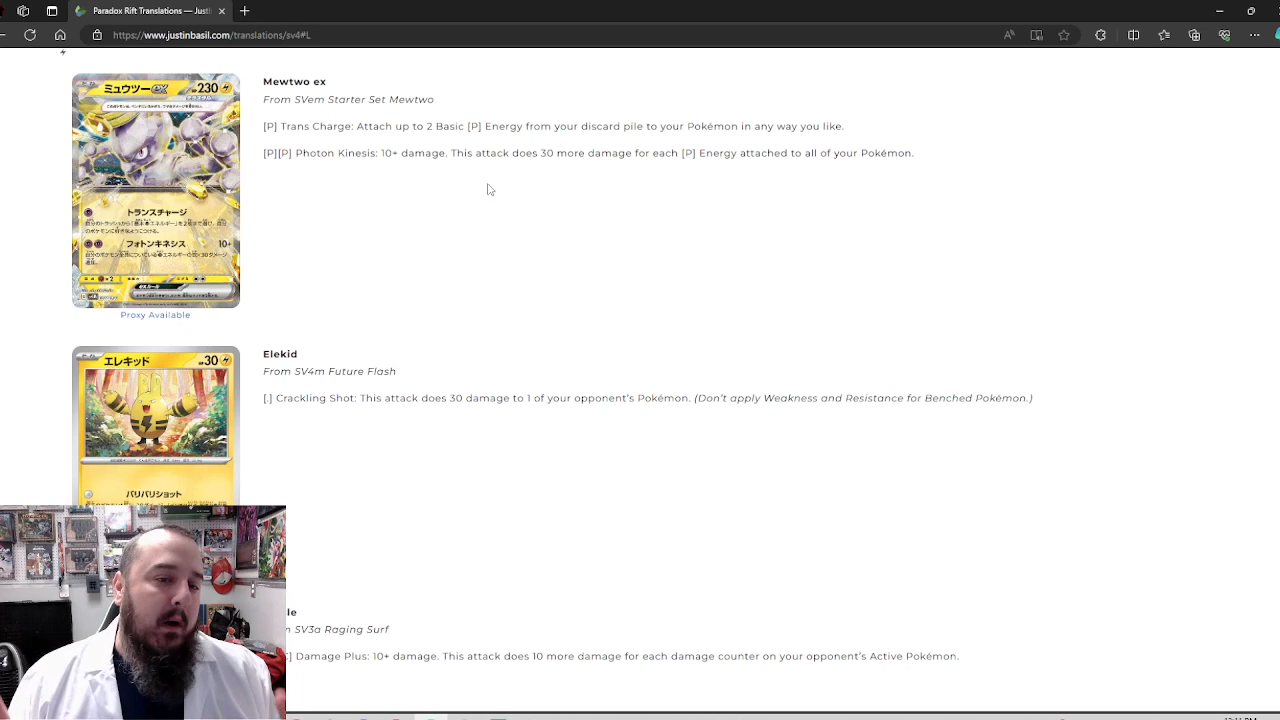 Paradox Rift Translations — Justi
https://www.justinbasil.com/translations/sv4#L
Mewtwo ex
From SVem Starter Set Mewtwo
[P] Trans Charge: Attach up to 2 Basic [P] Energy from your discard pile to your Pokémon in any way you like.
[P][P] Photon Kinesis: 10+ damage. This attack does 30 more damage for each [P] Energy attached to all of your Pokémon.
ミュウツーex 230
トランスチャージ
フォトンキネシス 10+
Proxy Available
Elekid
From SV4m Future Flash
[.] Crackling Shot: This attack does 30 damage to 1 of your opponent’s Pokémon. (Don’t apply Weakness and Resistance for Benched Pokémon.)
エレキッド 30
バリバリショット
le
n SV3a Raging Surf
] Damage Plus: 10+ damage. This attack does 10 more damage for each damage counter on your opponent’s Active Pokémon.